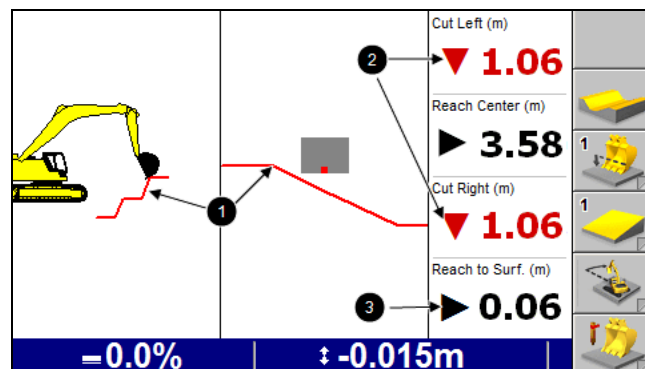 Cut Left (m)
2
▼ 1.06
Reach Center (m)
▶ 3.58
1
Cut Right (m)
1
1
▼ 1.06
Reach to Surf. (m)
3
▶ 0.06
=0.0%
↕-0.015m